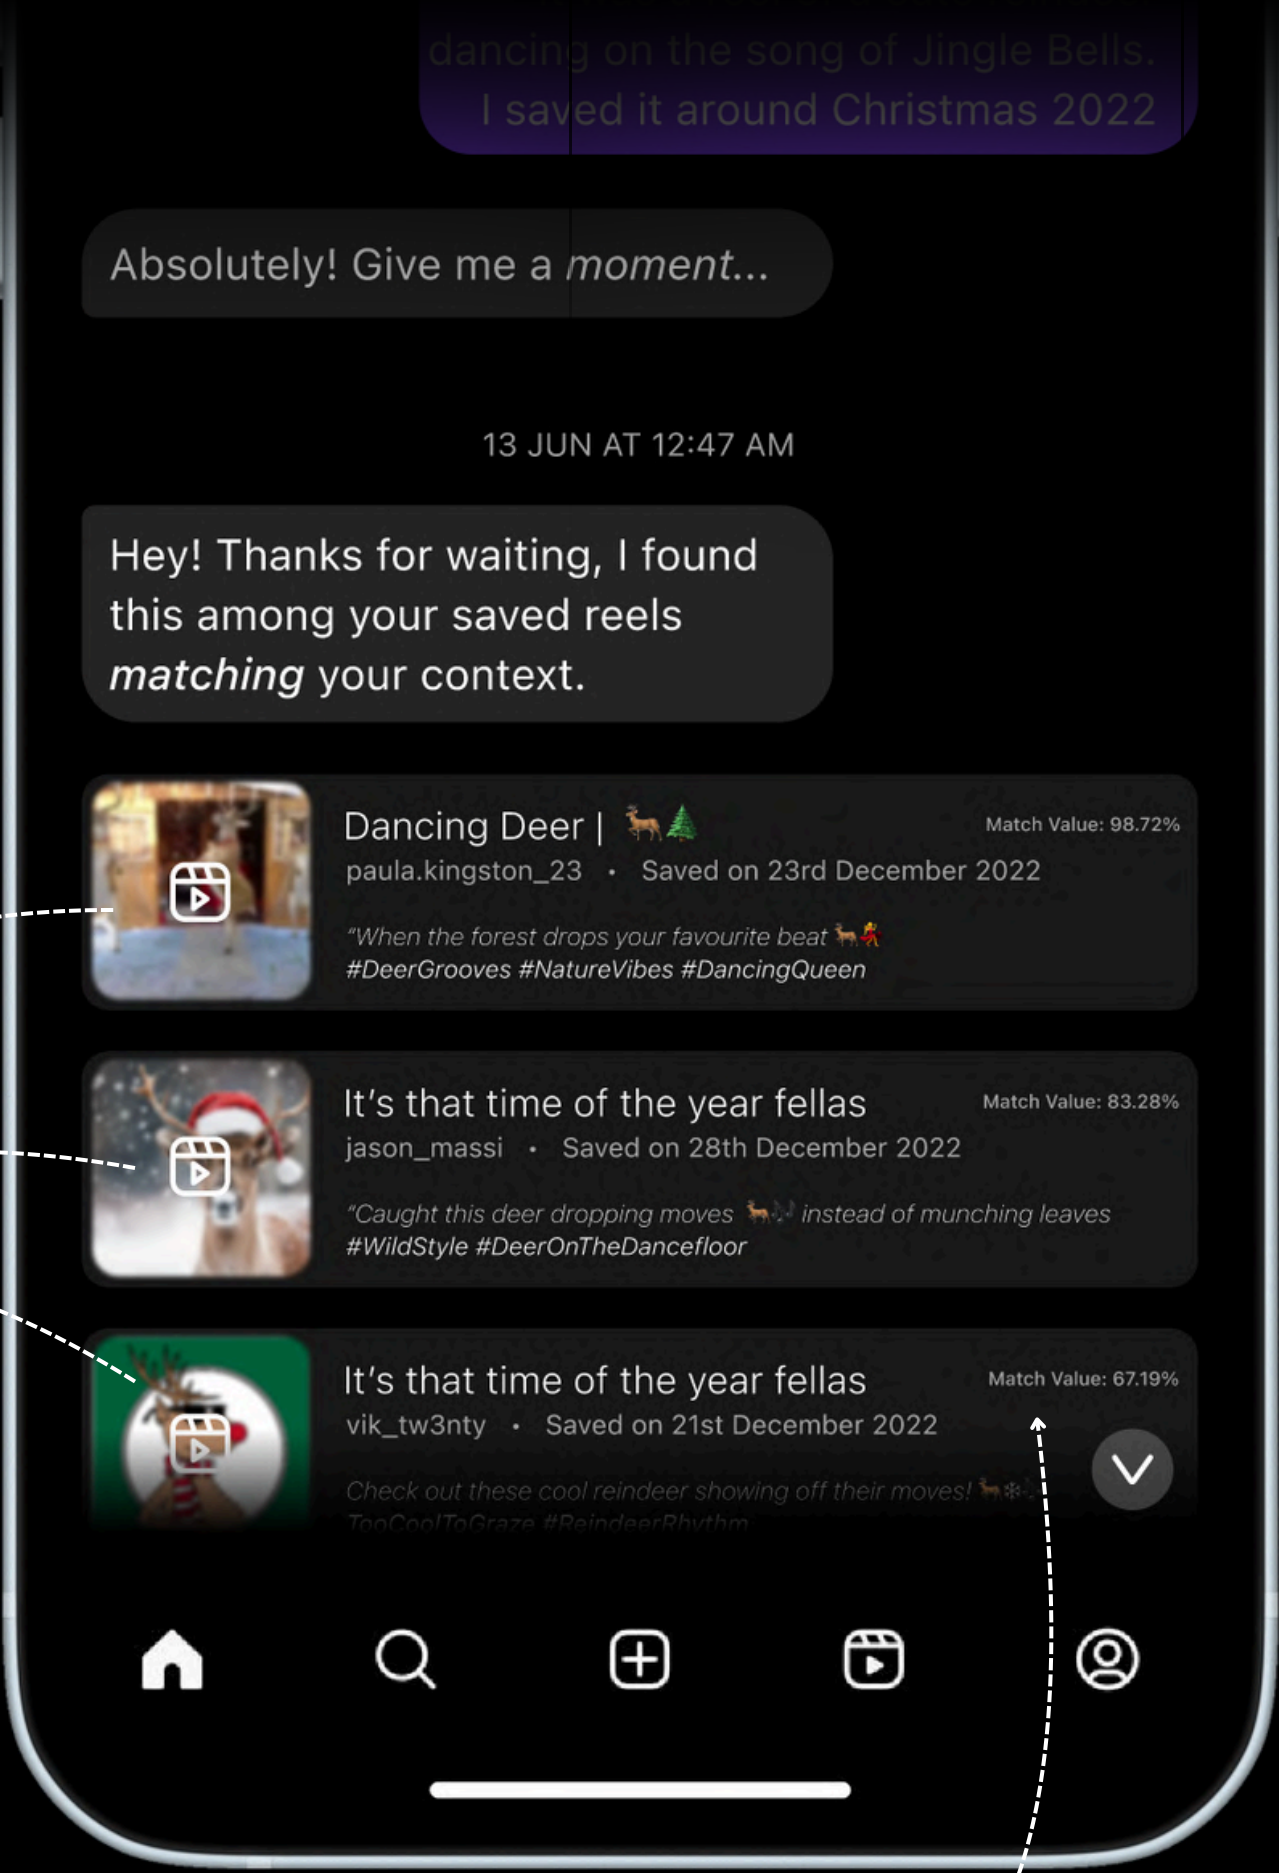 dancing on the song of Jingle Bells.
I saved it around Christmas 2022
Absolutely! Give me a moment...
13 JUN AT 12:47 AM
Hey! Thanks for waiting, I found
this among your saved reels
matching your context.
Dancing Deer | 🦌🌲
Match Value: 98.72%
paula.kingston_23 • Saved on 23rd December 2022
“When the forest drops your favourite beat 🦌💃
#DeerGrooves #NatureVibes #DancingQueen
It’s that time of the year fellas
Match Value: 83.28%
jason_massi • Saved on 28th December 2022
“Caught this deer dropping moves 🦌🎶 instead of munching leaves
#WildStyle #DeerOnTheDancefloor
It’s that time of the year fellas
Match Value: 67.19%
vik_tw3nty • Saved on 21st December 2022
Check out these cool reindeer showing off their moves! 🦌❄
TooCoolToGraze #ReindeerRhythm